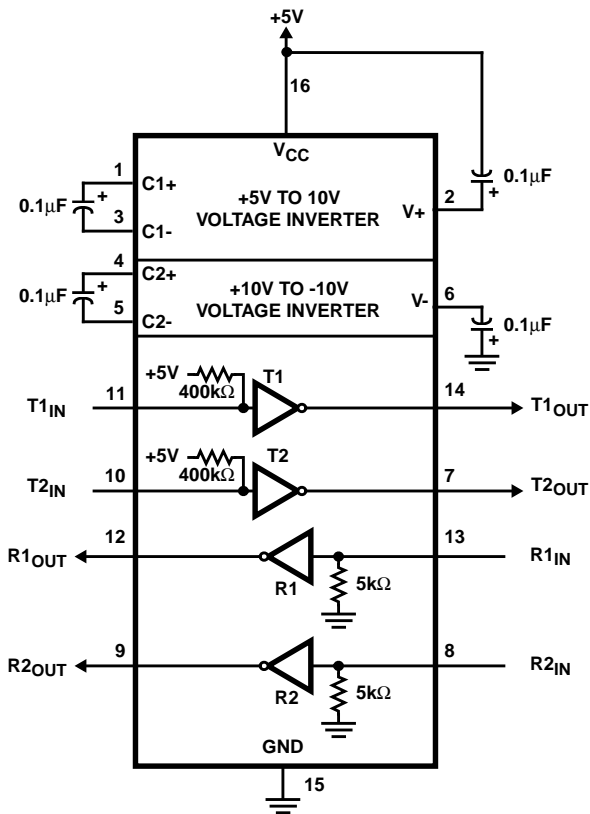 +5V
16
VCC
1
C1+
0.1μF
+
3
C1-
+5V TO 10V
VOLTAGE INVERTER
V+
2
+
0.1μF
4
C2+
0.1μF
+
5
C2-
+10V TO -10V
VOLTAGE INVERTER
V-
6
+
0.1μF
T1IN
11
+5V
400kΩ
T1
14
T1OUT
T2IN
10
+5V
400kΩ
T2
7
T2OUT
R1OUT
12
R1
5kΩ
13
R1IN
R2OUT
9
R2
5kΩ
8
R2IN
GND
15